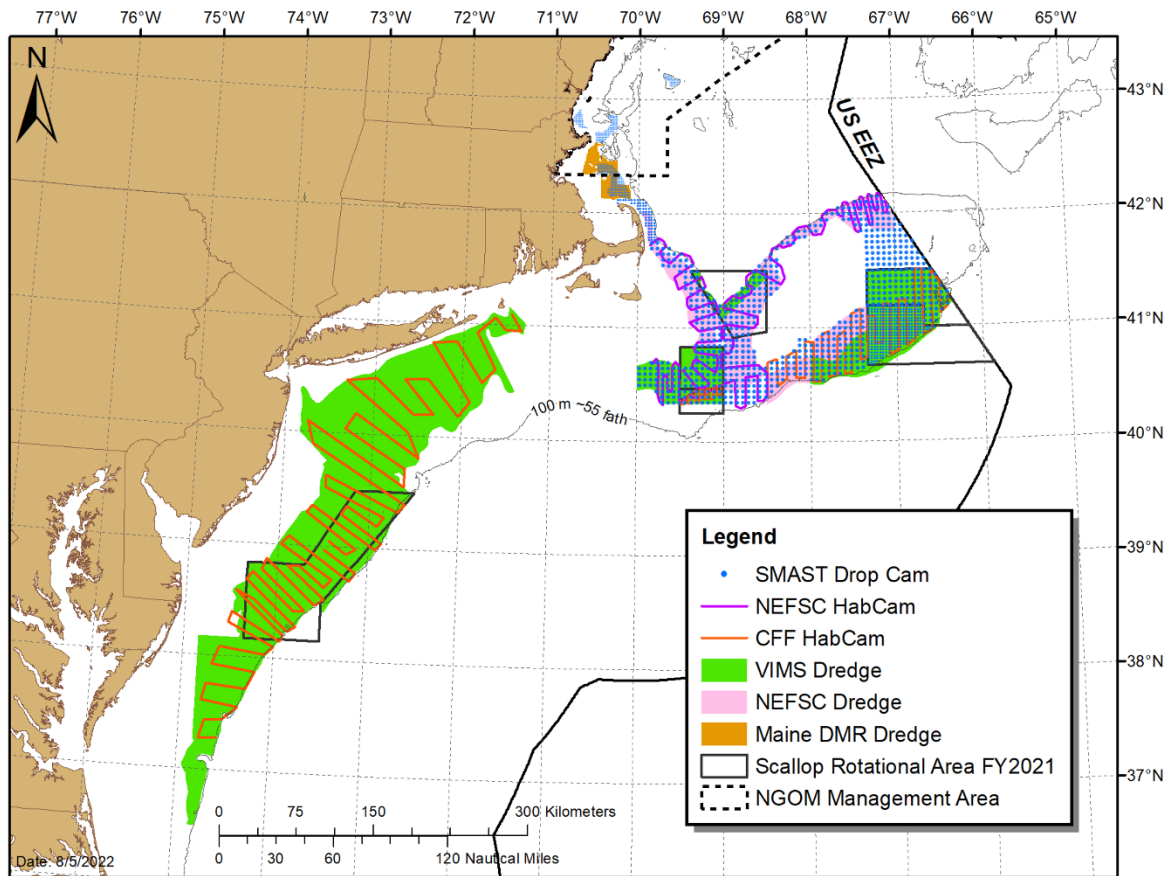 77°W 76°W 75°W 74°W 73°W 72°W 71°W 70°W 69°W 68°W 67°W 66°W 65°W
N
43°N
US EEZ
42°N
41°N
100 m ~55 fath
40°N
39°N
38°N
37°N
Legend
SMAST Drop Cam
NEFSC HabCam
CFF HabCam
VIMS Dredge
NEFSC Dredge
Maine DMR Dredge
Scallop Rotational Area FY2021
NGOM Management Area
0 75 150 300 Kilometers
0 30 60 120 Nautical Miles
Date: 8/5/2022